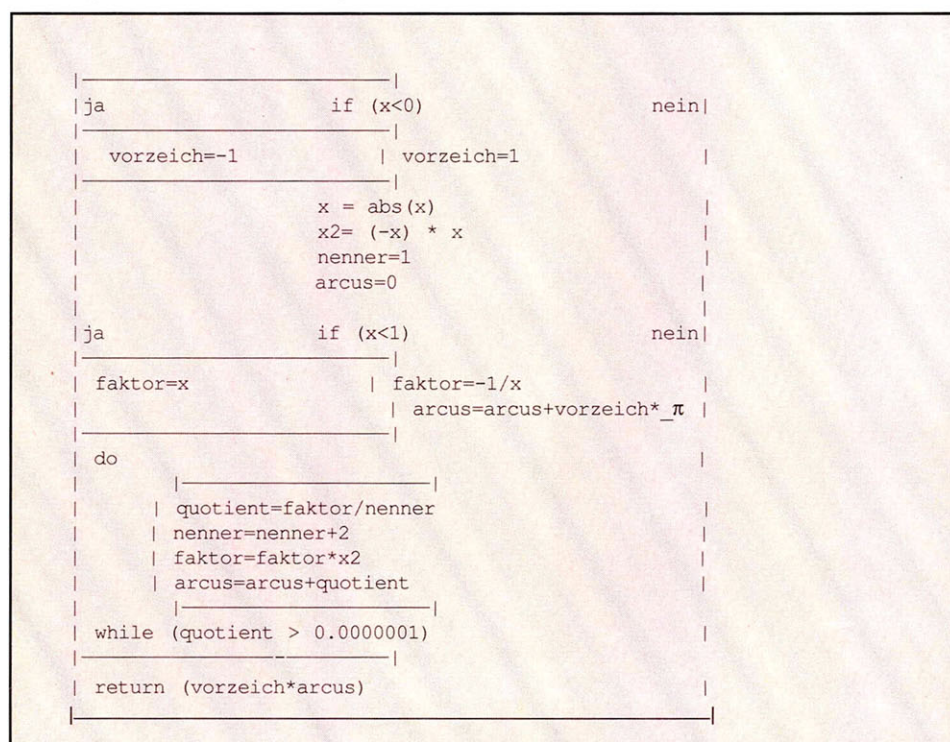 ja if (x<0) nein
vorzeich=-1 | vorzeich=1
x = abs(x)
x2= (-x) * x
nenner=1
arcus=0
ja if (x<1) nein
faktor=x | faktor=-1/x
arcus=arcus+vorzeich*_π
do
quotient=faktor/nenner
nenner=nenner+2
faktor=faktor*x2
arcus=arcus+quotient
while (quotient > 0.0000001)
return (vorzeich*arcus)